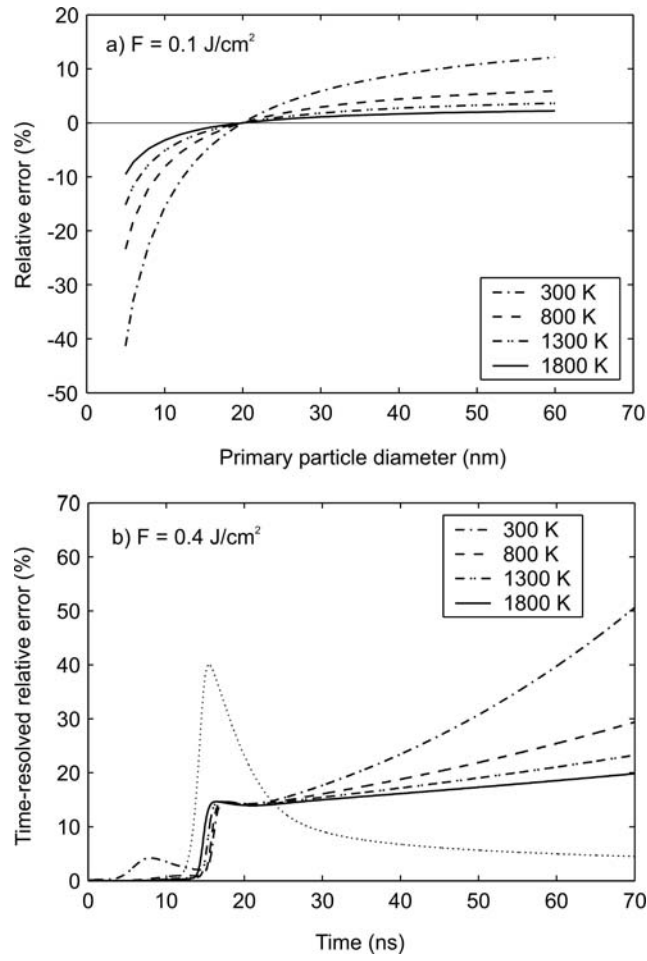 20
a) F = 0.1 J/cm²
10
0
-10
-20
-30
-40
-50
Relative error (%)
300 K
800 K
1300 K
1800 K
0 10 20 30 40 50 60 70
Primary particle diameter (nm)
70
b) F = 0.4 J/cm²
60
50
40
30
20
10
0
Time-resolved relative error (%)
300 K
800 K
1300 K
1800 K
0 10 20 30 40 50 60 70
Time (ns)